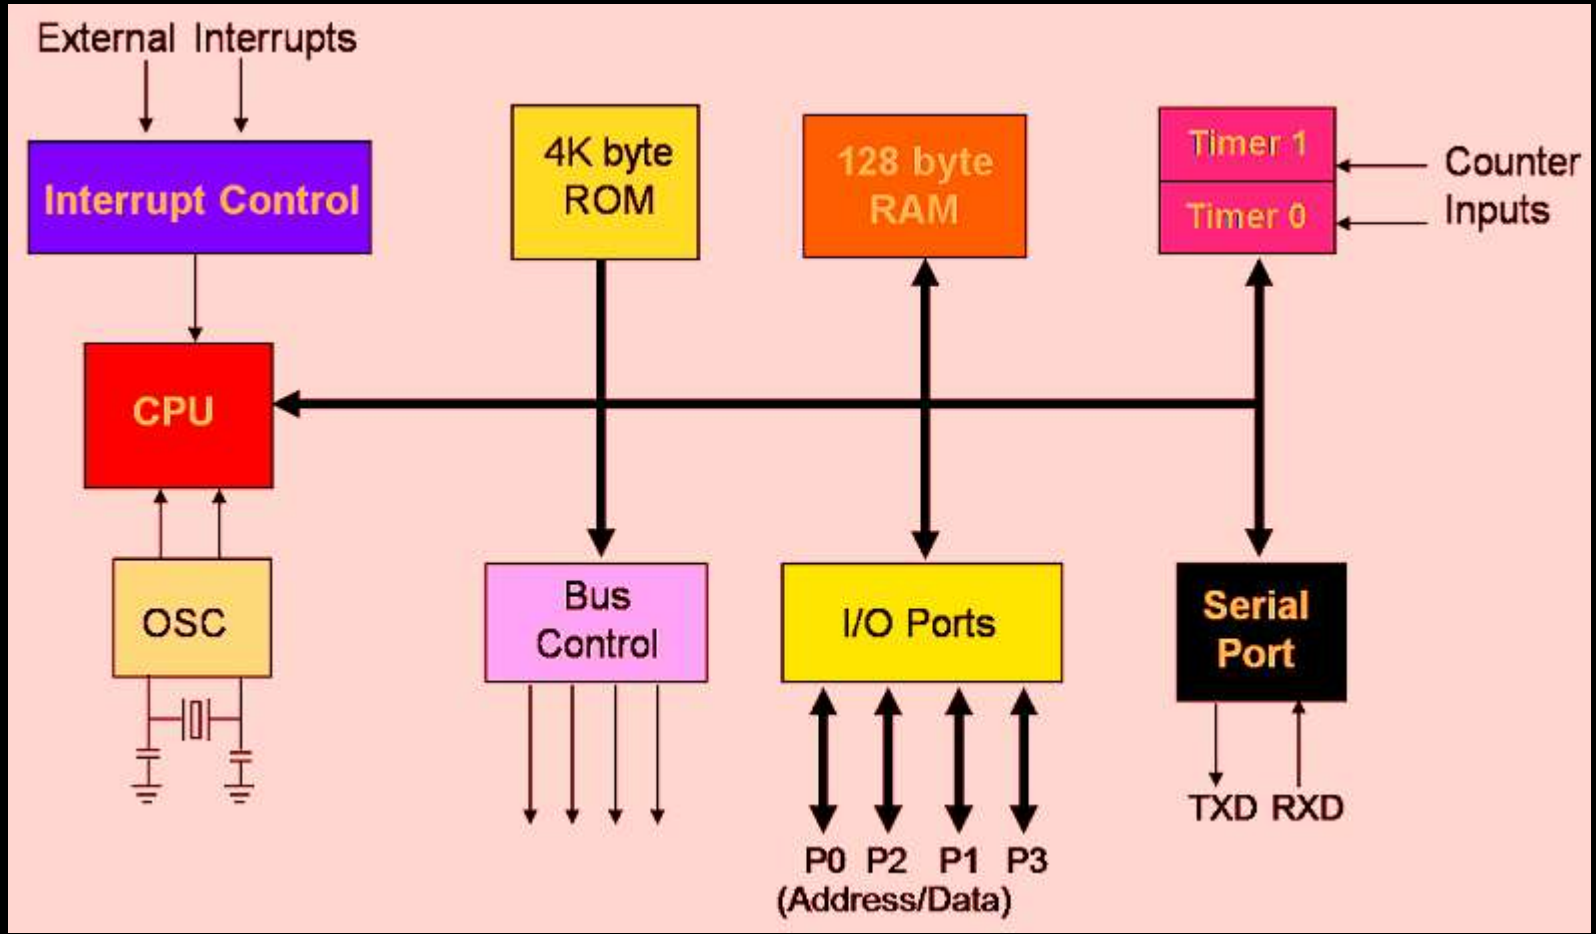 External Interrupts
Interrupt Control
4K byte
ROM
128 byte
RAM
Timer 1
Timer 0
Counter
Inputs
CPU
OSC
Bus
Control
I/O Ports
Serial
Port
TXD RXD
P0 P2 P1 P3
(Address/Data)